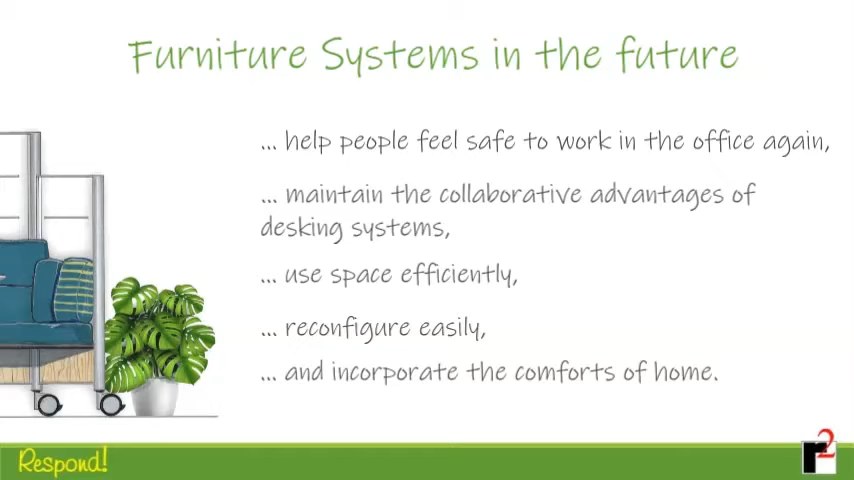 Furniture Systems in the future
... help people feel safe to work in the office again,
... maintain the collaborative advantages of
desking systems,
... use space efficiently,
... reconfigure easily,
... and incorporate the comforts of home.
Respond!
r2